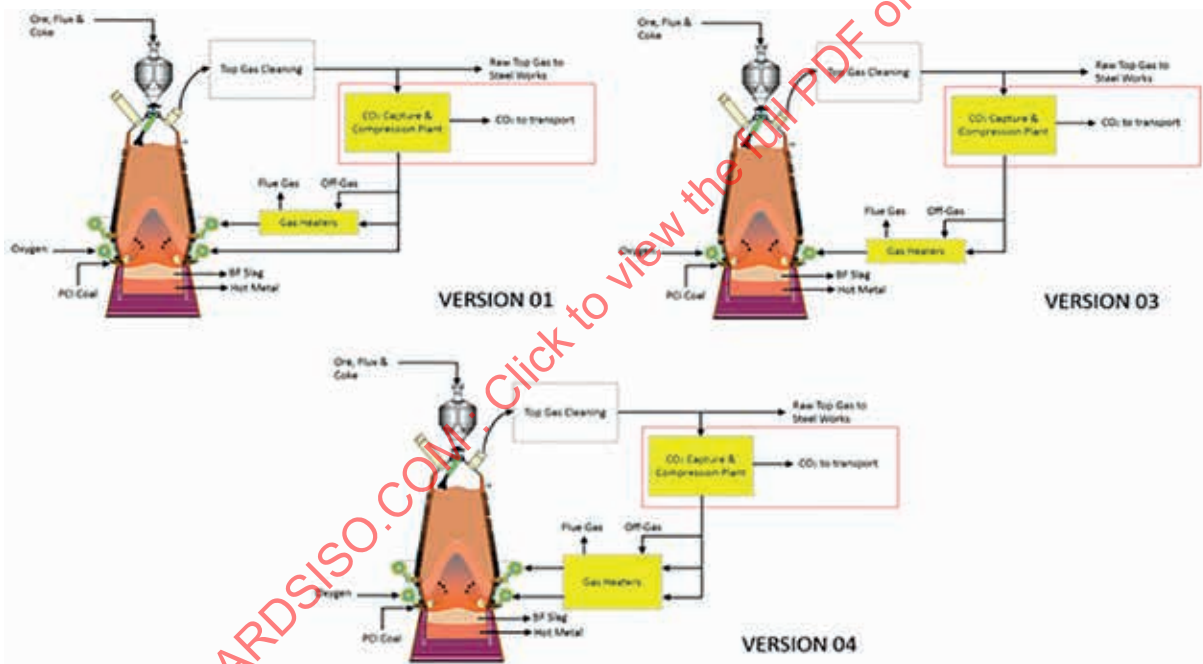 Ore, Flux &
Coke
Top Gas Cleaning
Raw Top Gas to
Steel Works
CO₂ Capture &
Compression Plant
CO₂ to transport
Flue Gas
Off-Gas
Gas Heaters
Oxygen
PCI Coal
BF Slag
Hot Metal
VERSION 01
Ore, Flux &
Coke
Top Gas Cleaning
Raw Top Gas to
Steel Works
CO₂ Capture &
Compression Plant
CO₂ to transport
Flue Gas
Off-Gas
Gas Heaters
Oxygen
PCI Coal
BF Slag
Hot Metal
VERSION 03
Ore, Flux &
Coke
Top Gas Cleaning
Raw Top Gas to
Steel Works
CO₂ Capture &
Compression Plant
CO₂ to transport
Flue Gas
Off-Gas
Gas Heaters
Oxygen
PCI Coal
BF Slag
Hot Metal
VERSION 04
ARDSISO.COM : Click to view the full PDF of